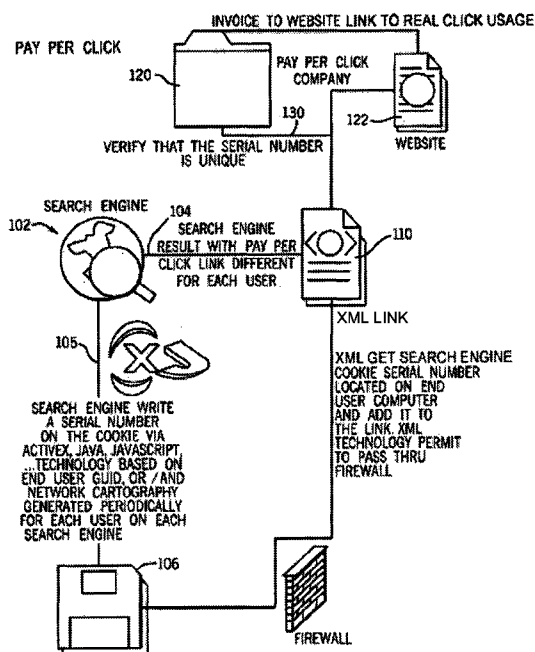 INVOICE TO WEBSITE LINK TO REAL CLICK USAGE
PAY PER CLICK
120
PAY PER CLICK
COMPANY
130
122
WEBSITE
VERIFY THAT THE SERIAL NUMBER
IS UNIQUE
SEARCH ENGINE
102
104
SEARCH ENGINE
RESULT WITH PAY PER
CLICK LINK DIFFERENT
FOR EACH USER
110
XML LINK
105
X
XML GET SEARCH ENGINE
COOKIE SERIAL NUMBER
LOCATED ON END
USER COMPUTER
AND ADD IT TO
THE LINK. XML
TECHNOLOGY PERMIT
TO PASS THRU
FIREWALL
SEARCH ENGINE WRITE
A SERIAL NUMBER
ON THE COOKIE VIA
ACTIVEX, JAVA, JAVASCRIPT,
...TECHNOLOGY BASED ON
END USER GUID, OR /AND
NETWORK CARTOGRAPHY
GENERATED PERIODICALLY
FOR EACH USER ON EACH
SEARCH ENGINE
106
FIREWALL